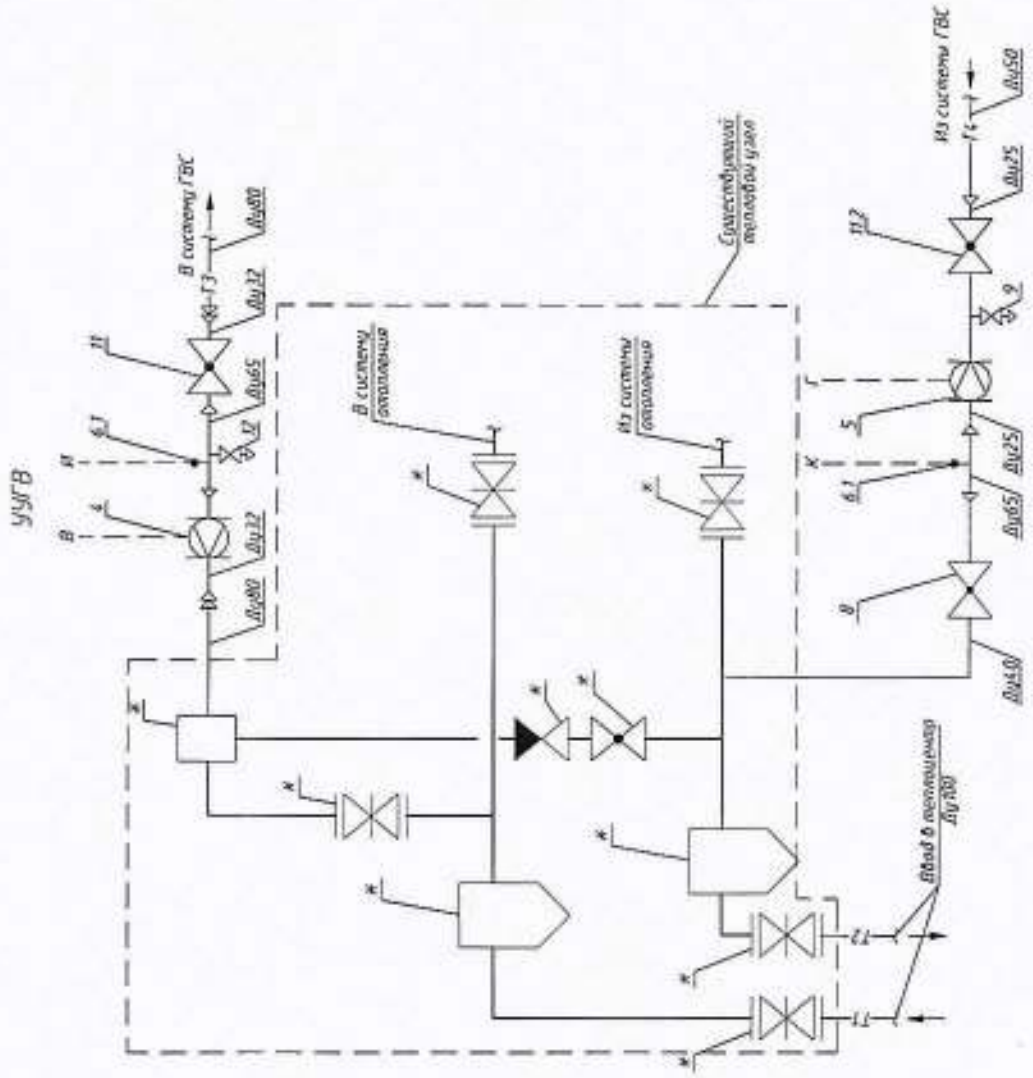 УУГВ
В
4
И
6.1
11
В систему ГВС
Т3
Ду80
Ду32
Ду65
12
Ду32
Ду80
ж
ж
В систему
отопления
ж
Существующий
тепловой узел
ж
ж
ж
Из системы
отопления
ж
ж
ж
ж
Т1
Т2
Ввод в теплоцентр
Ду100
Ду40
8
Ду65
6.1
К
Ду25
5
Г
9
11.2
Ду25
Т4
Ду50
Из системы ГВС